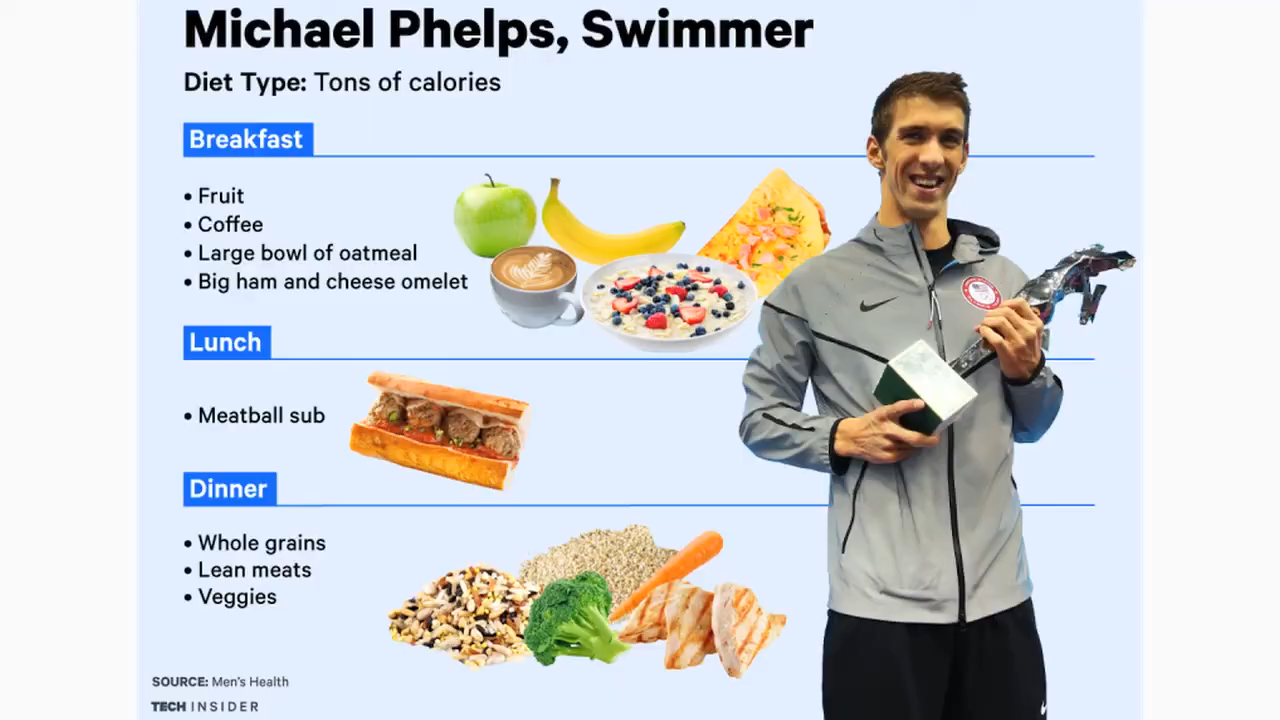 Michael Phelps, Swimmer
Diet Type: Tons of calories
Breakfast
• Fruit
• Coffee
• Large bowl of oatmeal
• Big ham and cheese omelet
Lunch
• Meatball sub
Dinner
• Whole grains
• Lean meats
• Veggies
SOURCE: Men's Health
TECH INSIDER